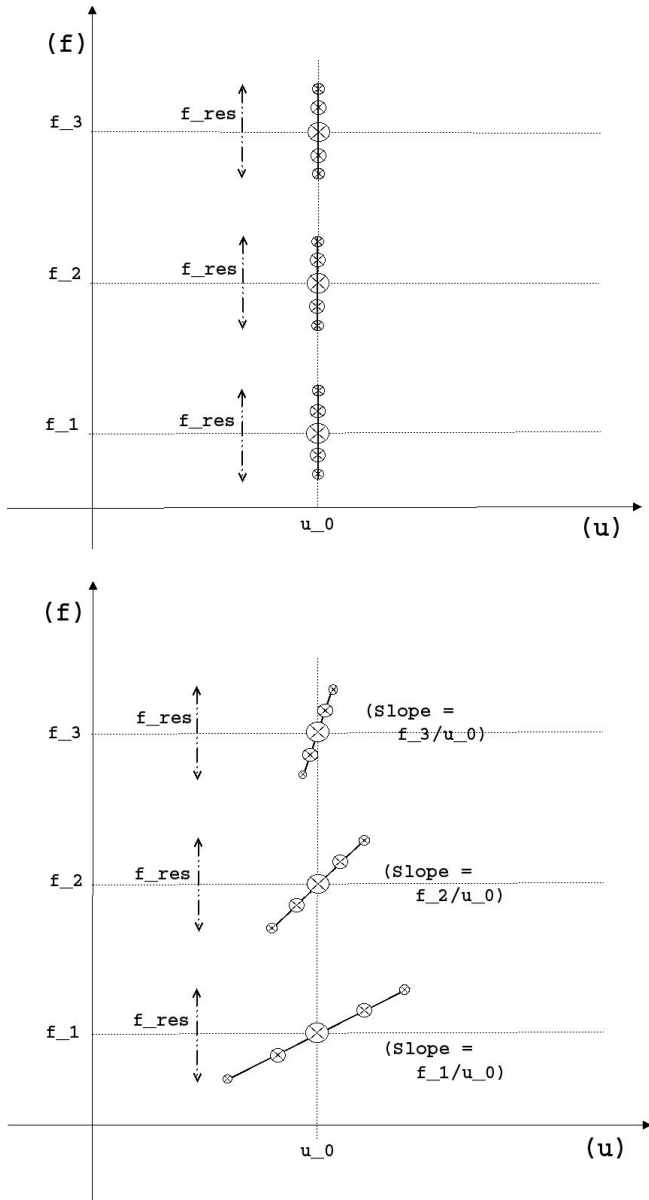 (f)
f_res
f_3
f_res
f_2
f_res
f_1
u_0
(u)
(f)
f_res
(Slope =
f_3/u_0)
f_3
f_res
(Slope =
f_2/u_0)
f_2
f_res
f_1
(Slope =
f_1/u_0)
u_0
(u)